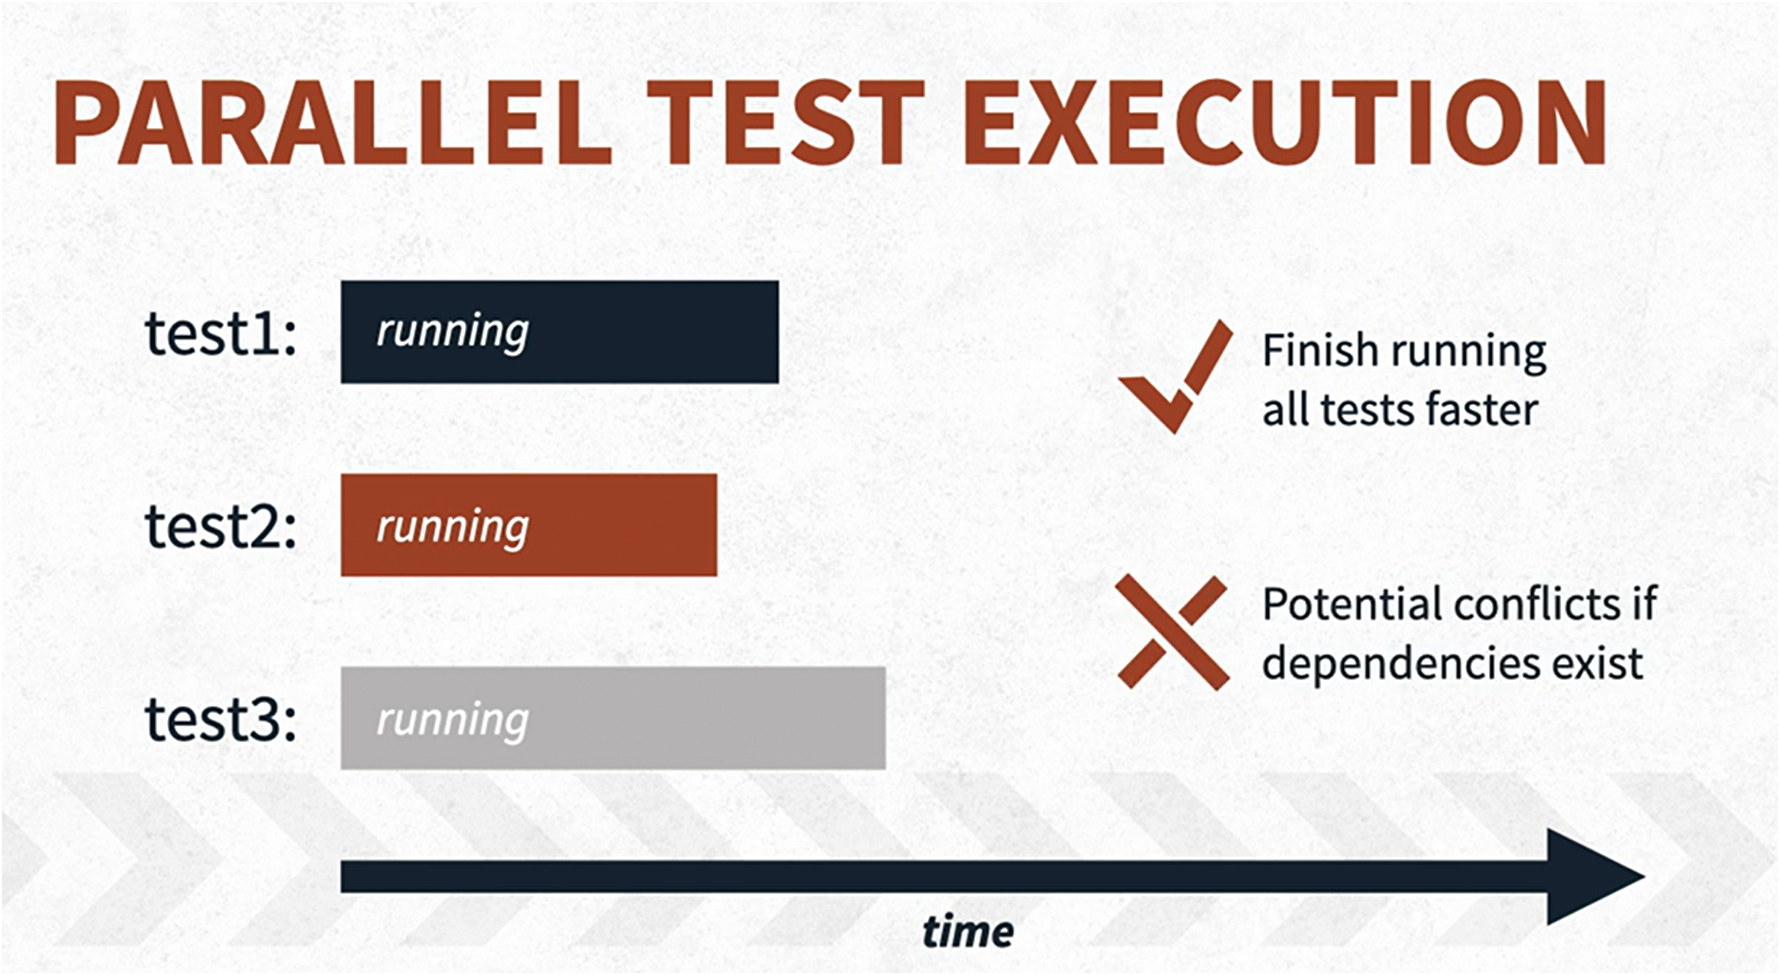 PARALLEL TEST EXECUTION
test1: running
Finish running
all tests faster
test2: running
Potential conflicts if
dependencies exist
test3: running
time